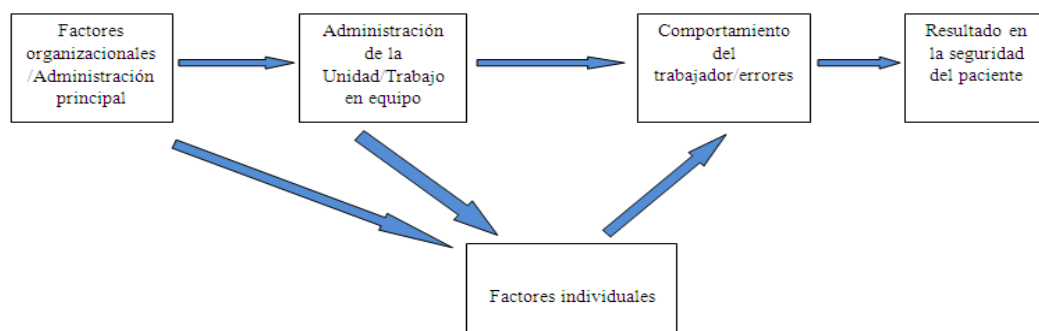 Factores
organizacionales
/Administración
principal
Administración
de la
Unidad/Trabajo
en equipo
Comportamiento
del
trabajador/errores
Resultado en
la seguridad
del paciente
Factores individuales